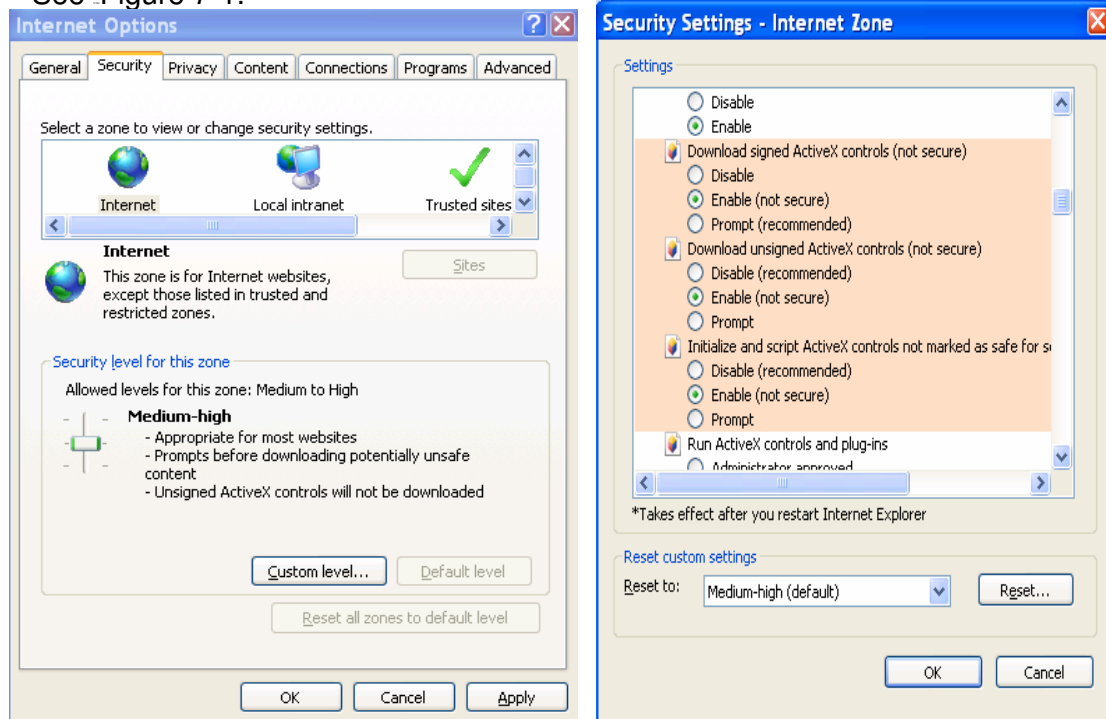 See Figure 7-1.
Internet Options
General Security Privacy Content Connections Programs Advanced
Select a zone to view or change security settings.
Internet Local intranet Trusted sites
Internet
This zone is for Internet websites,
except those listed in trusted and
restricted zones.
Sites
Security level for this zone
Allowed levels for this zone: Medium to High
Medium-high
- Appropriate for most websites
- Prompts before downloading potentially unsafe
content
- Unsigned ActiveX controls will not be downloaded
Custom level... Default level
Reset all zones to default level
OK Cancel Apply
Security Settings - Internet Zone
Settings
Disable
Enable
Download signed ActiveX controls (not secure)
Disable
Enable (not secure)
Prompt (recommended)
Download unsigned ActiveX controls (not secure)
Disable (recommended)
Enable (not secure)
Prompt
Initialize and script ActiveX controls not marked as safe for
Disable (recommended)
Enable (not secure)
Prompt
Run ActiveX controls and plug-ins
Administrator approved
*Takes effect after you restart Internet Explorer
Reset custom settings
Reset to: Medium-high (default) Reset...
OK Cancel